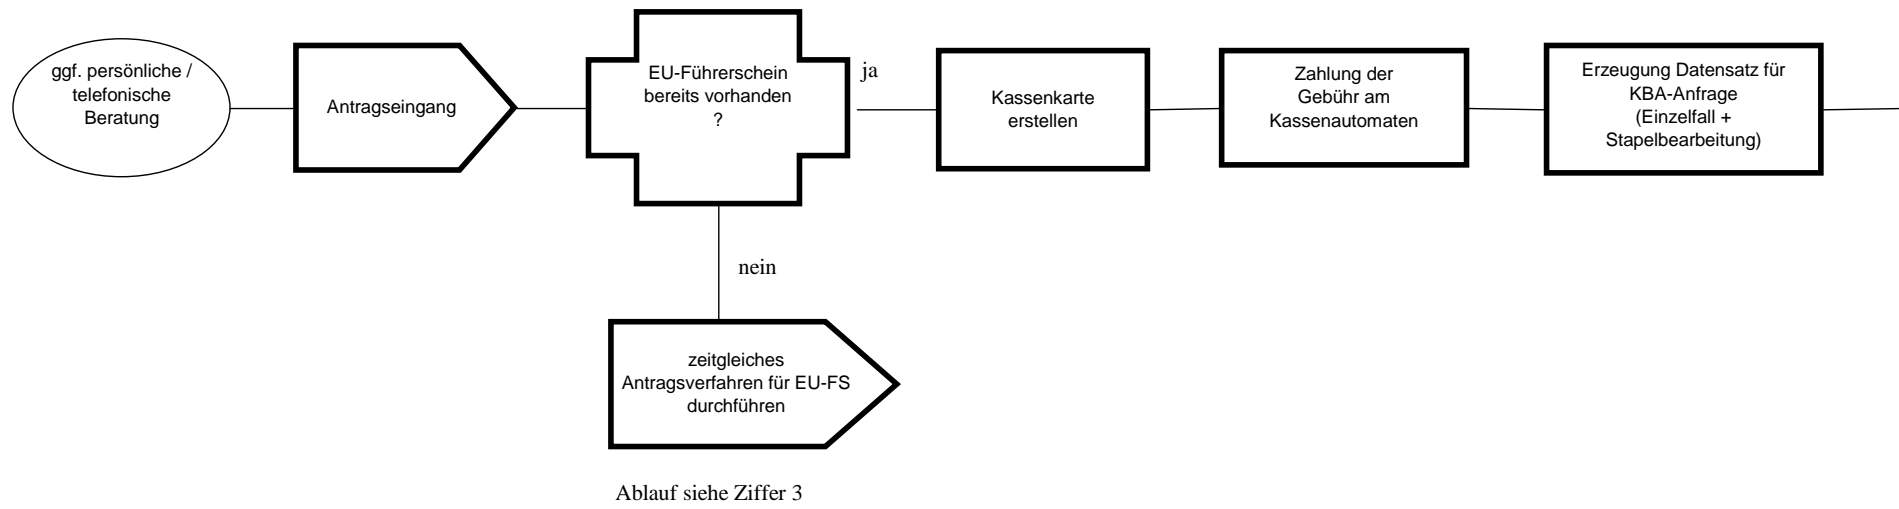 ggf. persönliche /
telefonische
Beratung
Antragseingang
EU-Führerschein
bereits vorhanden
?
ja
Kassenkarte
erstellen
Zahlung der
Gebühr am
Kassenautomaten
Erzeugung Datensatz für
KBA-Anfrage
(Einzelfall +
Stapelbearbeitung)
nein
zeitgleiches
Antragsverfahren für EU-FS
durchführen
Ablauf siehe Ziffer 3